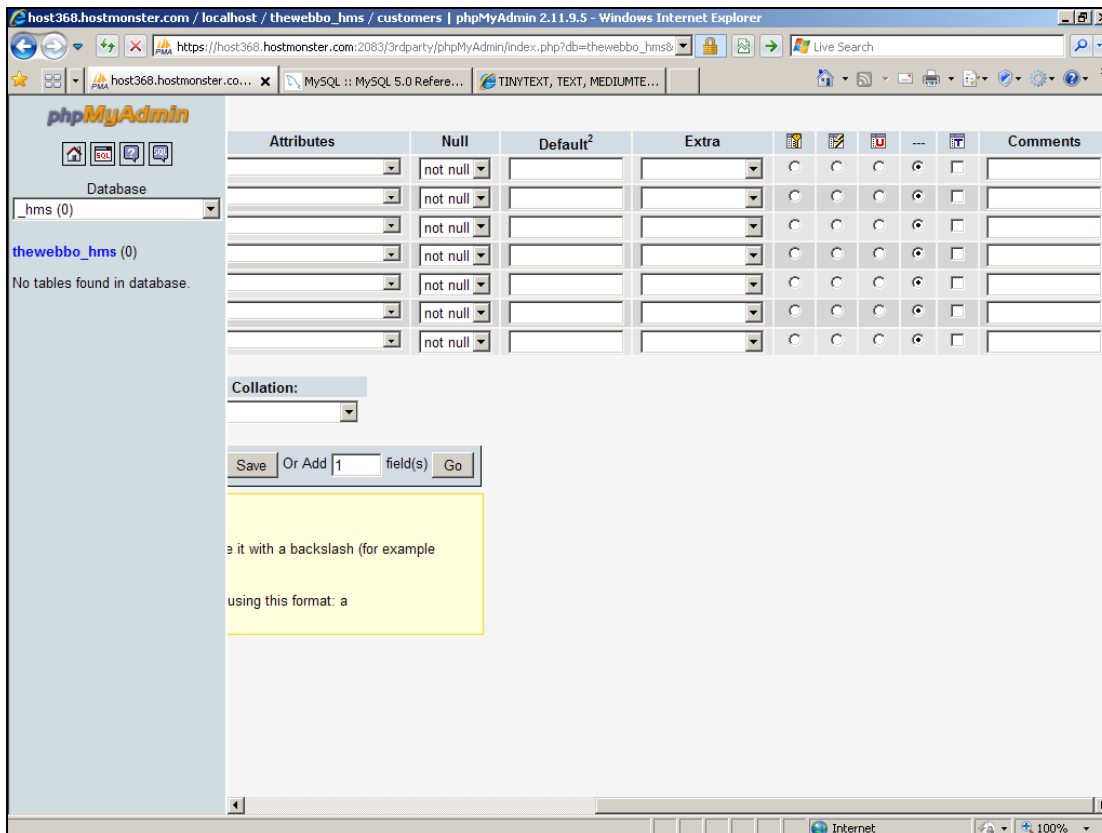 host368.hostmonster.com / localhost / thewebbo_hms / customers | phpMyAdmin 2.11.9.5 - Windows Internet Explorer
https://host368.hostmonster.com:2083/3rdparty/phpMyAdmin/index.php?db=thewebbo_hms&
Live Search
host368.hostmonster.co...
MySQL :: MySQL 5.0 Refere...
TINYTEXT, TEXT, MEDIUMTE...
phpMyAdmin
SQL
Database
_hms (0)
thewebbo_hms (0)
No tables found in database.
Attributes Null Default2 Extra U --- T Comments
not null
not null
not null
not null
not null
not null
not null
Collation:
Save Or Add 1 field(s) Go
e it with a backslash (for example
using this format: a
Internet 100%